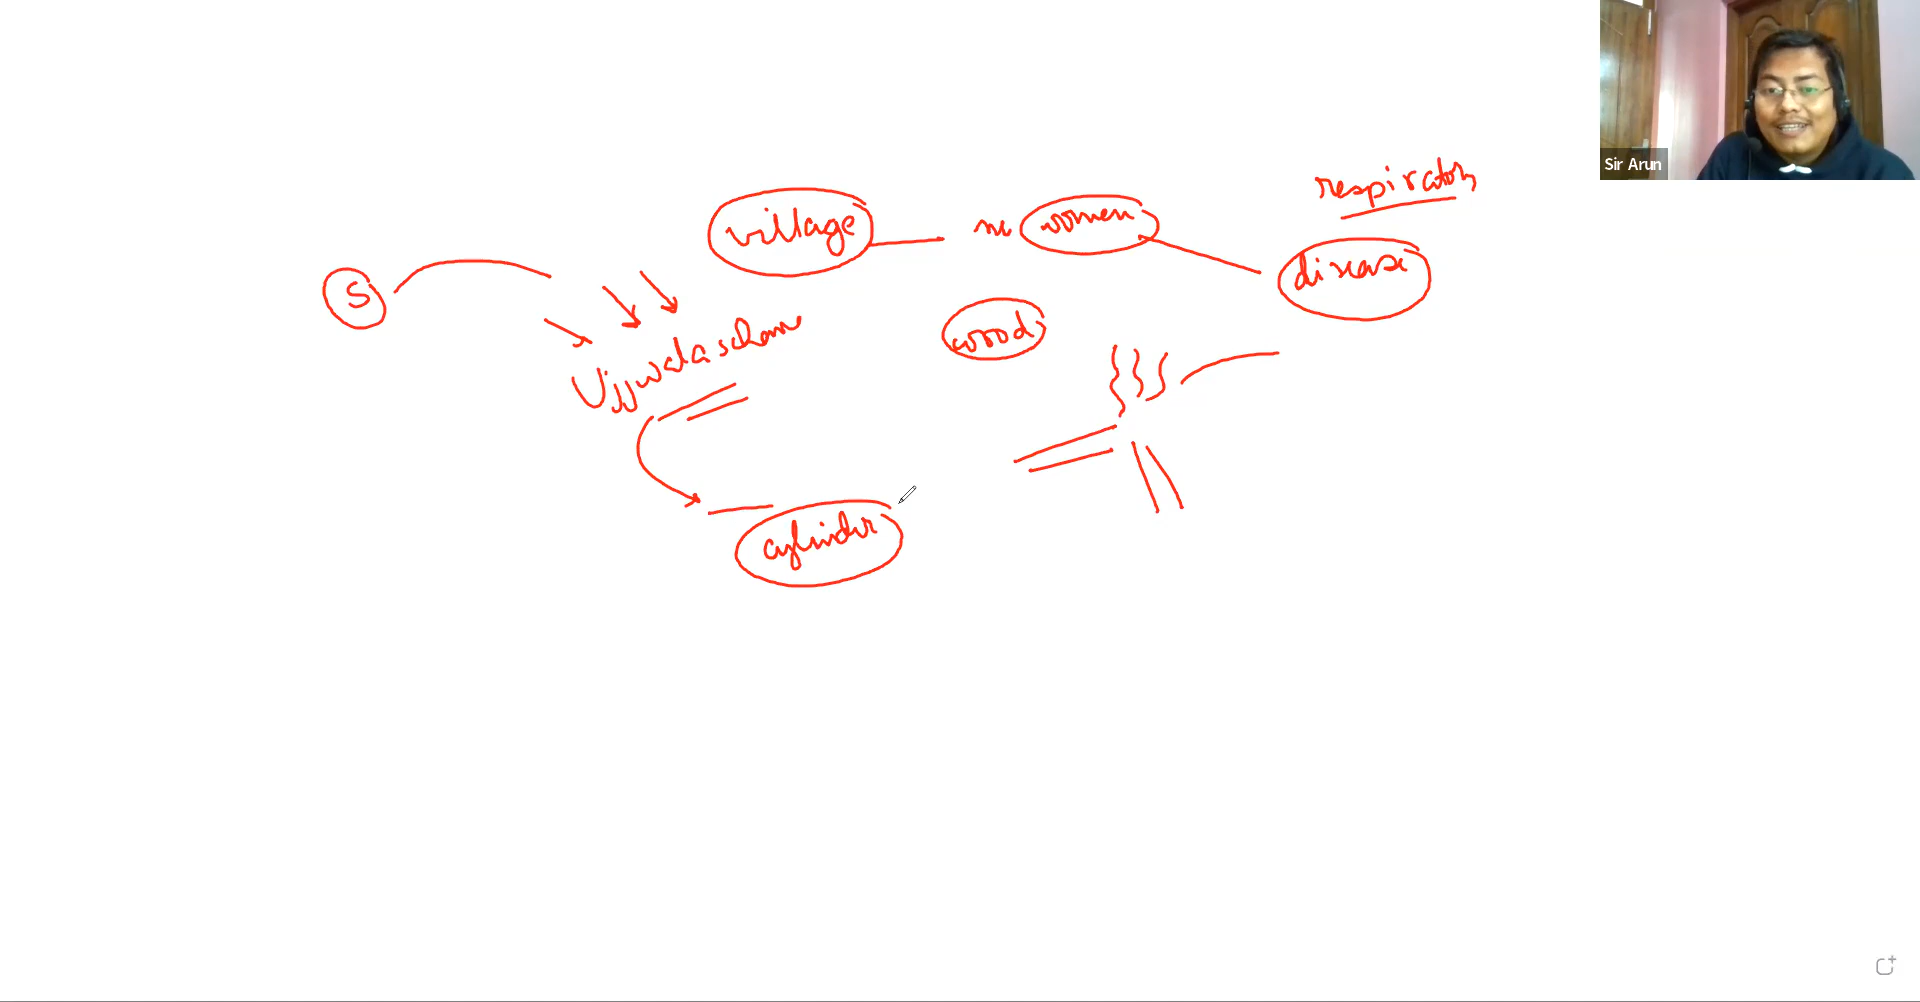 Sir Arun
respiratory
village women
disease
S
wood
Ujjwala scheme
cylinder